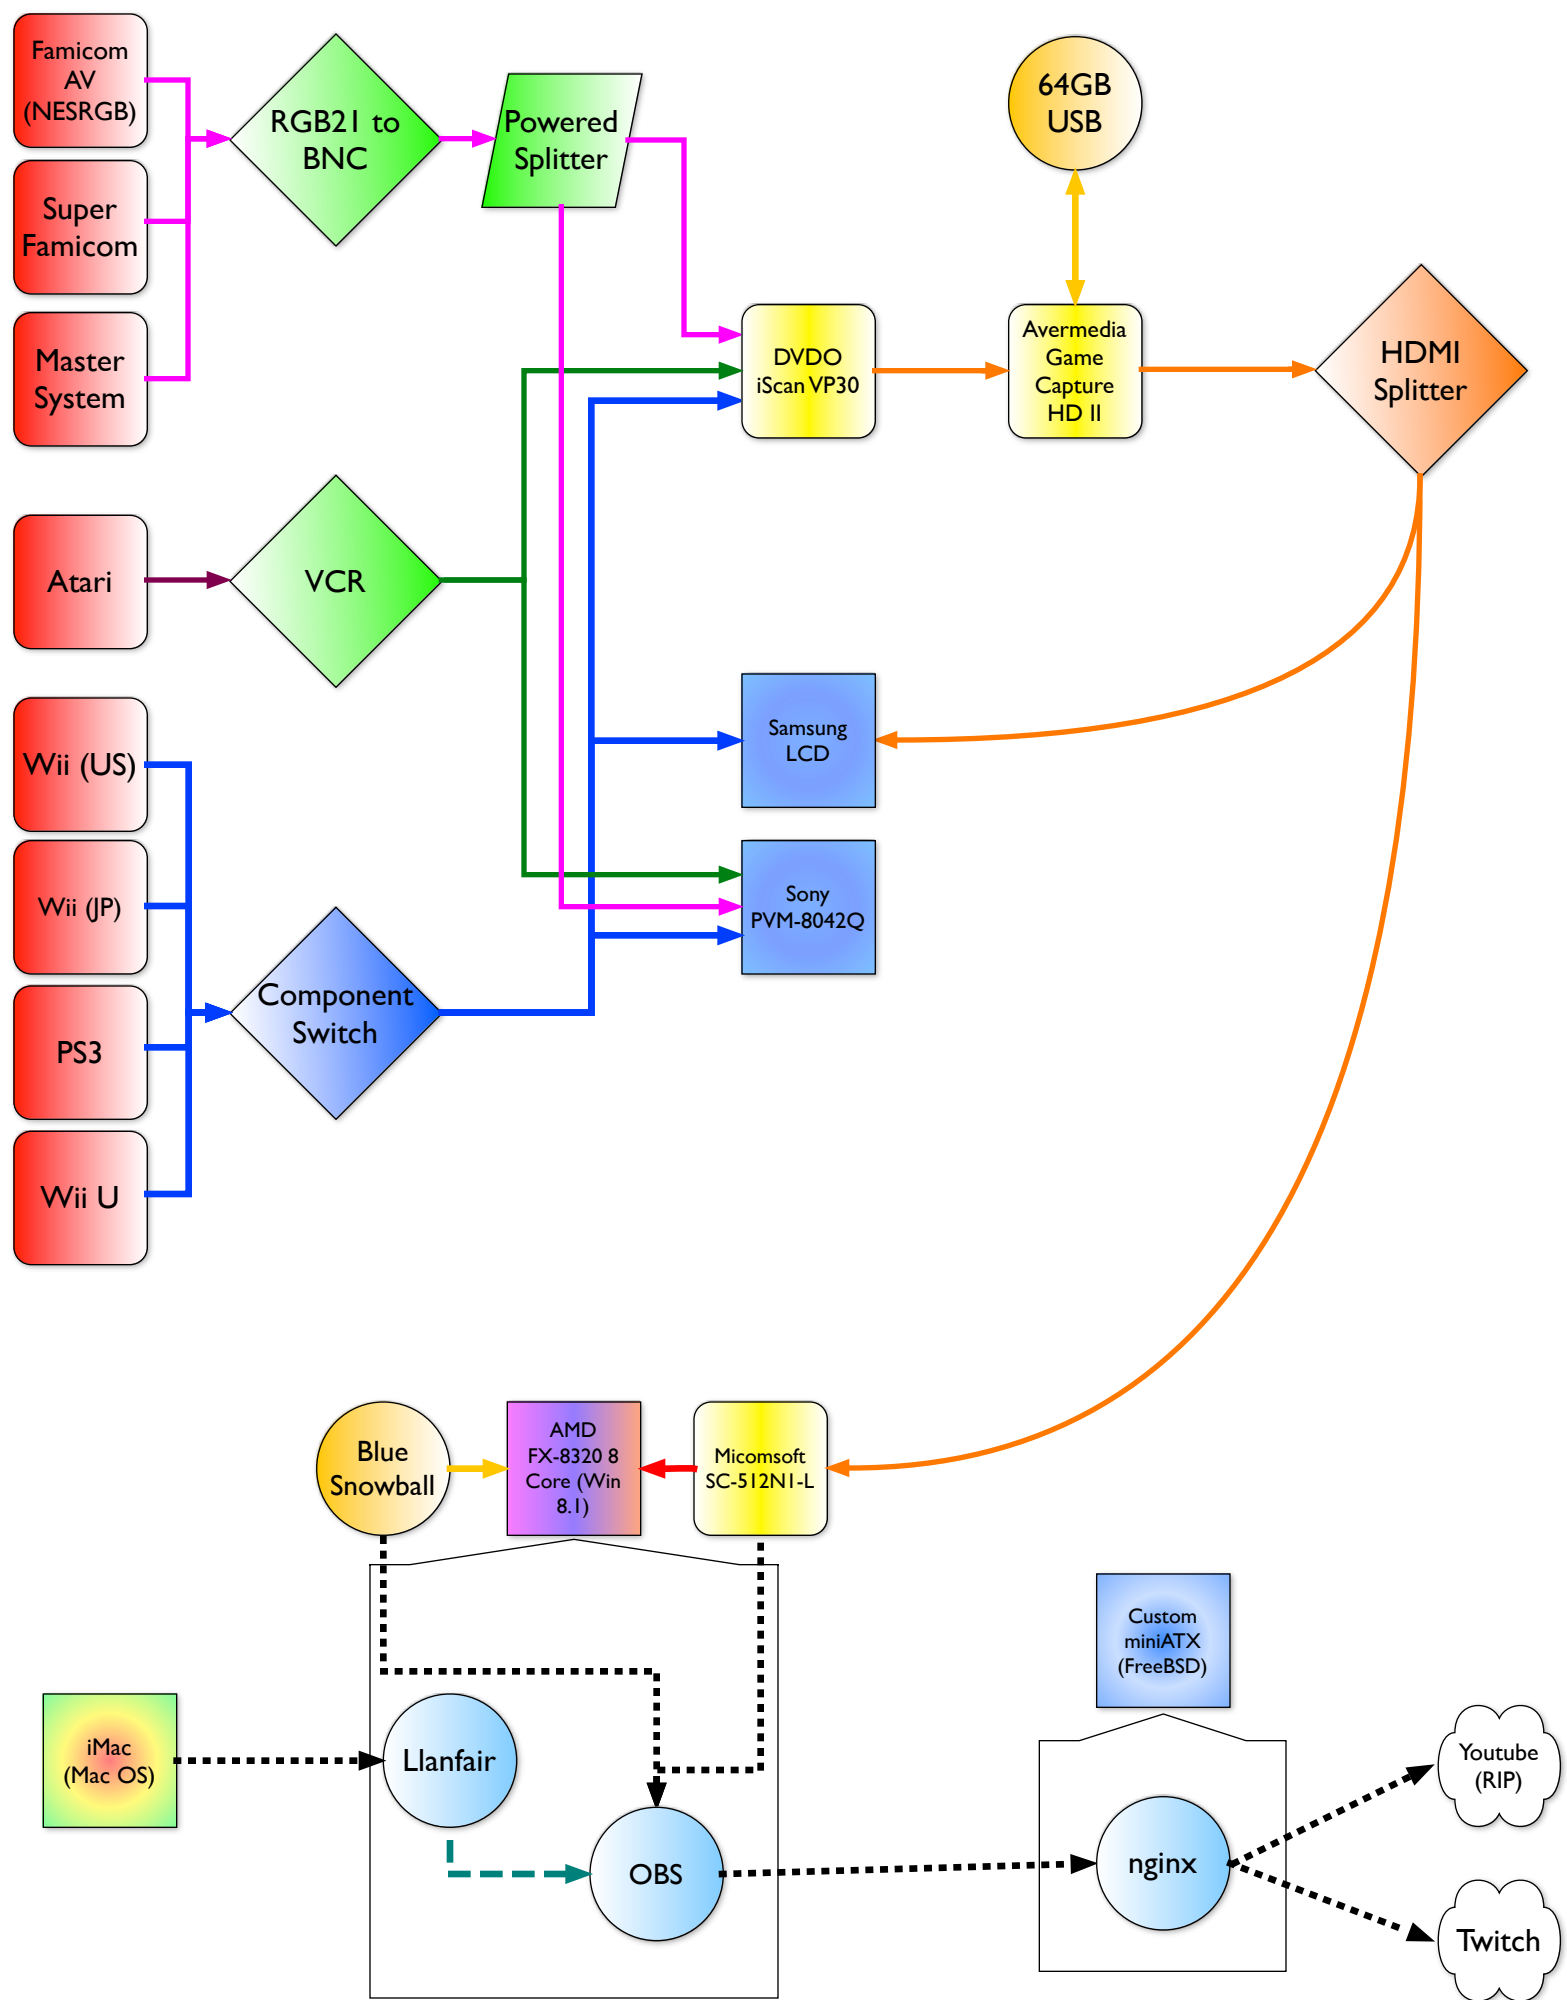 Famicom
AV
(NESRGB)
RGB21 to
BNC
Powered
Splitter
64GB
USB
Super
Famicom
Master
System
DVDO
iScan VP30
Avermedia
Game
Capture
HD II
HDMI
Splitter
Atari
VCR
Samsung
LCD
Wii (US)
Wii (JP)
Sony
PVM-8042Q
PS3
Component
Switch
Wii U
Blue
Snowball
AMD
FX-8320 8
Core (Win
8.1)
Micomsoft
SC-512N1-L
Custom
miniATX
(FreeBSD)
iMac
(Mac OS)
Llanfair
OBS
nginx
Youtube
(RIP)
Twitch